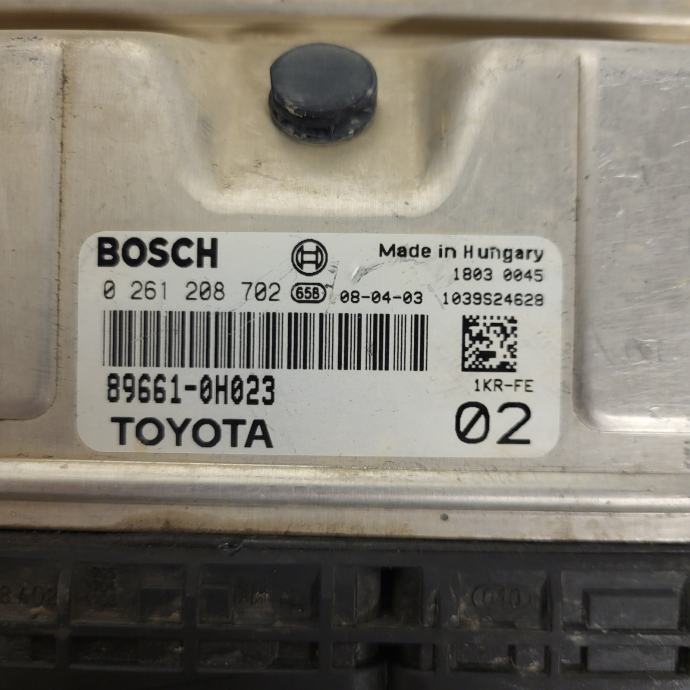 BOSCH Made in Hungary
1803 0045
0 261 208 702 658 08-04-03 1039S24628
89661-0H023 1KR-FE
TOYOTA 02